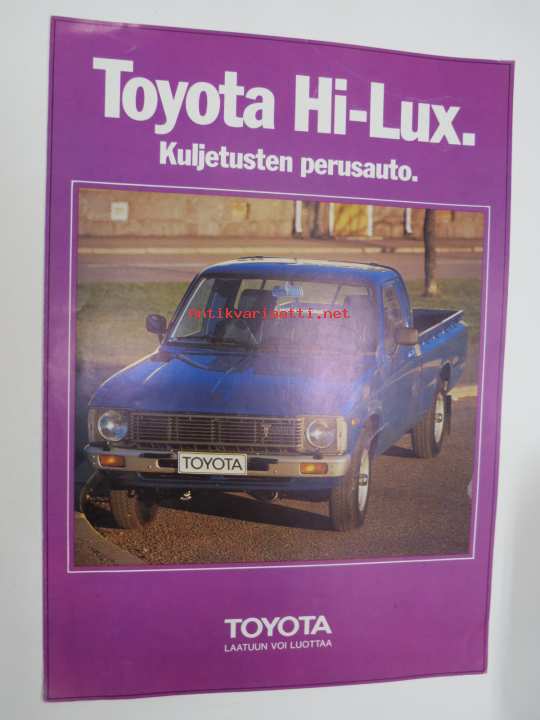 Toyota Hi-Lux.
Kuljetusten perusauto.
antikvariaatti.net
TOYOTA
TOYOTA
LAATUUN VOI LUOTTAA